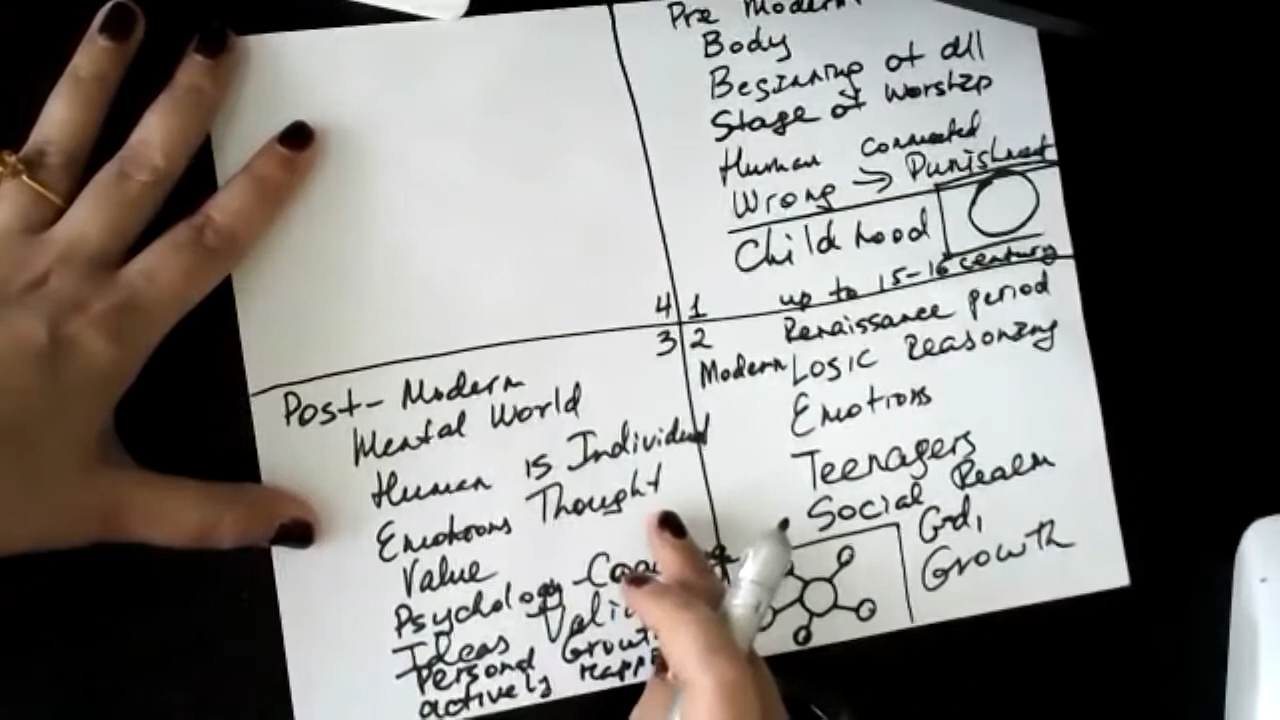 Pre Modern
Body
Beginning of all
Stage of worship
Human connected
Wrong → Punishment
Childhood
up to 15-16 century
4 1
3 2
Renaissance period
Modern Logic Reasoning
Emotions
Teenagers
Social Realm
God,
Growth
Post-Modern
Mental World
Human is Individual
Emotions Thought
Value
Psychology
Ideas
Personal
actively